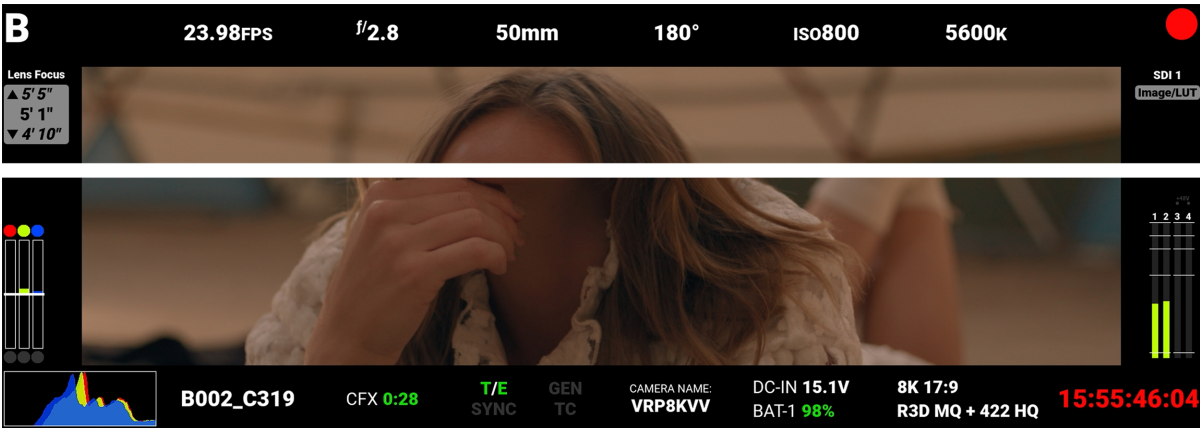 B 23.98FPS f/2.8 50mm 180° ISO800 5600K
Lens Focus
▲ 5' 5"
5' 1"
▼ 4' 10"
SDI 1
Image/LUT
1 2 3 4
B002_C319
CFX 0:28
T/E
SYNC
GEN
TC
CAMERA NAME:
VRP8KVV
DC-IN 15.1V
BAT-1 98%
8K 17:9
R3D MQ + 422 HQ
15:55:46:04